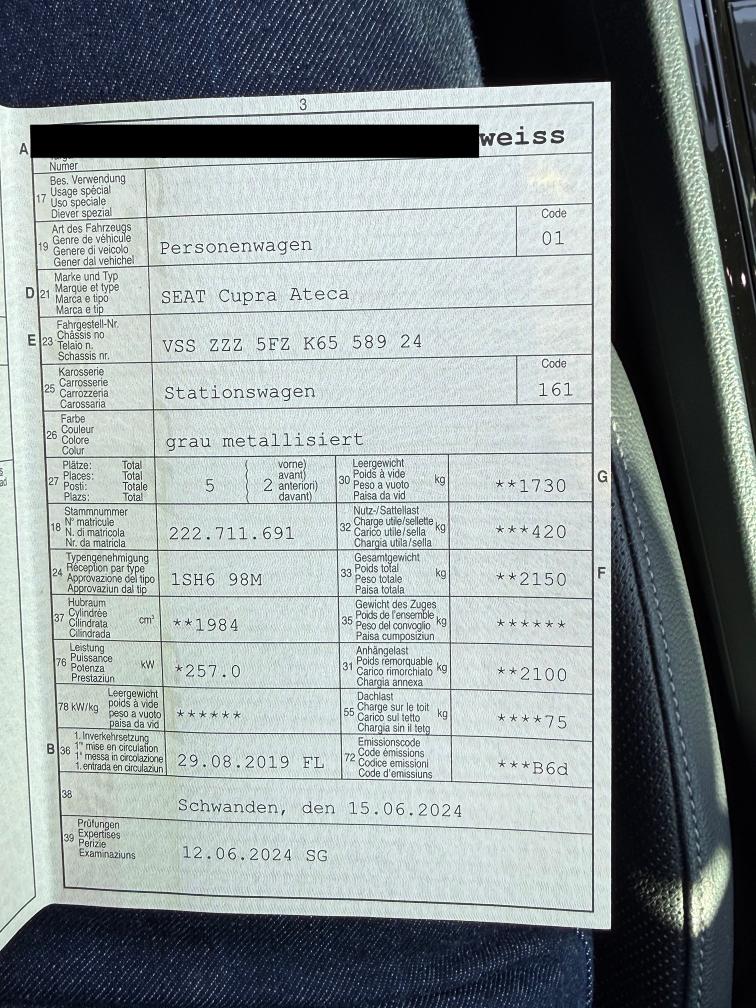 3
A
weiss
Numer
17
Bes. Verwendung
Usage spécial
Uso speciale
Diever spezial
19
Art des Fahrzeugs
Genre de véhicule
Genere di veicolo
Gener dal vehichel
Personenwagen
Code
01
D 21
Marke und Typ
Marque et type
Marca e tipo
Marca e tip
SEAT Cupra Ateca
E 23
Fahrgestell-Nr.
Châssis no
Telaio n.
Schassis nr.
VSS ZZZ 5FZ K65 589 24
25
Karosserie
Carrosserie
Carrozzeria
Carossaria
Stationswagen
Code
161
26
Farbe
Couleur
Colore
Colur
grau metallisiert
27
Plätze: Total
Places: Total
Posti: Totale
Plazs: Total
5
2
vorne)
avant)
anteriori)
davant)
30
Leergewicht
Poids à vide
Peso a vuoto
Paisa da vid
kg
**1730
G
18
Stammnummer
N° matricule
N. di matricola
Nr. da matricla
222.711.691
32
Nutz-/Sattellast
Charge utile/sellette
Carico utile/sella
Chargia utila/sella
kg
***420
24
Typengenehmigung
Réception par type
Approvazione del tipo
Approvaziun dal tip
1SH6 98M
33
Gesamtgewicht
Poids total
Peso totale
Paisa totala
kg
**2150
F
37
Hubraum
Cylindrée
Cilindrata
Cilindrada
cm³
**1984
35
Gewicht des Zuges
Poids de l'ensemble
Peso del convoglio
Paisa cumposiziun
kg
******
76
Leistung
Puissance
Potenza
Prestaziun
kW
*257.0
31
Anhängelast
Poids remorquable
Carico rimorchiato
Chargia annexa
kg
**2100
78 kW/kg
Leergewicht
poids à vide
peso a vuoto
paisa da vid
******
55
Dachlast
Charge sur le toit
Carico sul tetto
Chargia sin il tetg
kg
****75
B 36
1. Inverkehrsetzung
1re mise en circulation
1a messa in circolazione
1. entrada en circulaziun
29.08.2019 FL
72
Emissionscode
Code émissions
Codice emissioni
Code d'emissiuns
***B6d
38
Schwanden, den 15.06.2024
39
Prüfungen
Expertises
Perizie
Examinaziuns
12.06.2024 SG